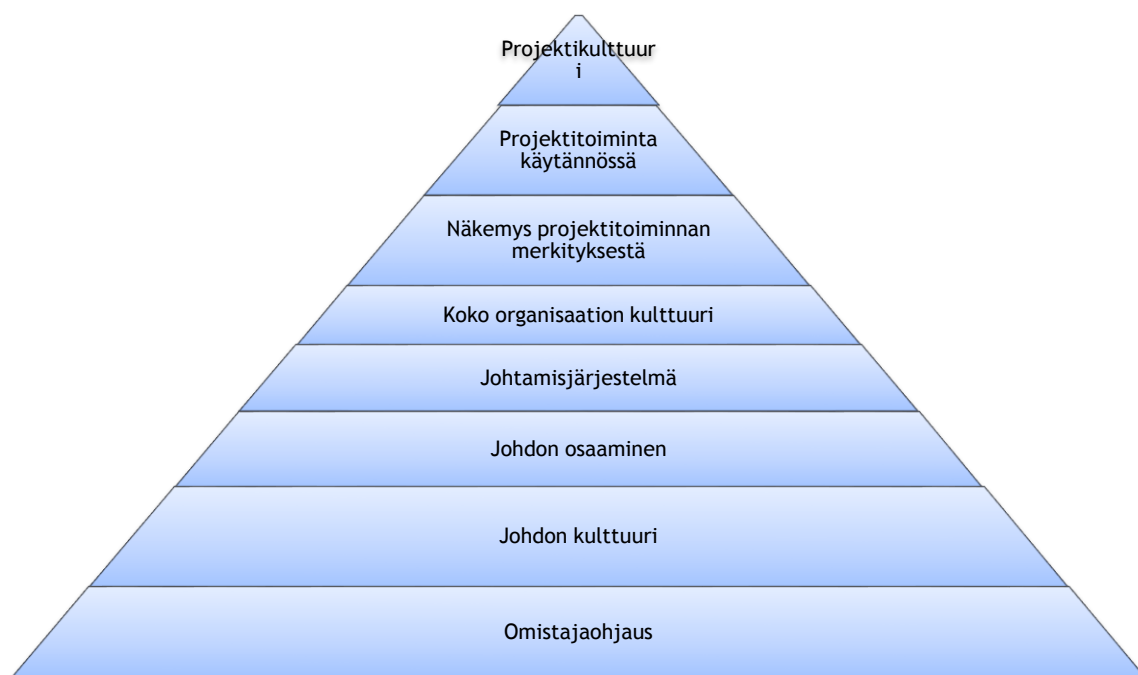 Projektikulttuur
i
Projektitoiminta
käytännössä
Näkemys projektitoiminnan
merkityksestä
Koko organisaation kulttuuri
Johtamisjärjestelmä
Johdon osaaminen
Johdon kulttuuri
Omistajaohjaus